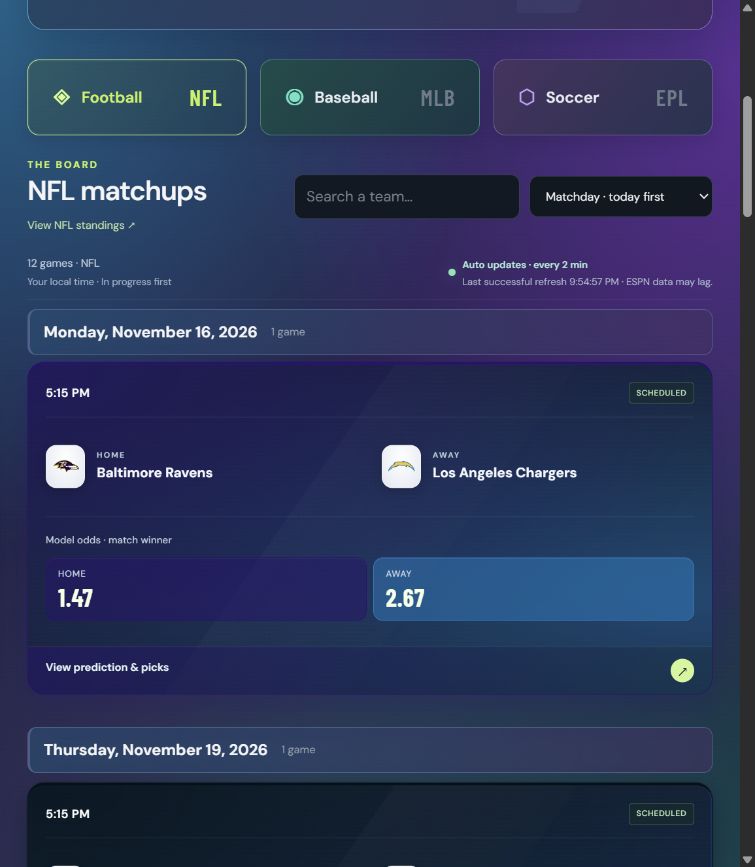 Football NFL
Baseball MLB
Soccer EPL
THE BOARD
NFL matchups
Search a team...
Matchday · today first
View NFL standings ↗
12 games · NFL
Your local time · In progress first
Auto updates · every 2 min
Last successful refresh 9:54:57 PM · ESPN data may lag.
Monday, November 16, 2026 1 game
5:15 PM SCHEDULED
HOME
Baltimore Ravens
AWAY
Los Angeles Chargers
Model odds · match winner
HOME
1.47
AWAY
2.67
View prediction & picks ↗
Thursday, November 19, 2026 1 game
5:15 PM SCHEDULED